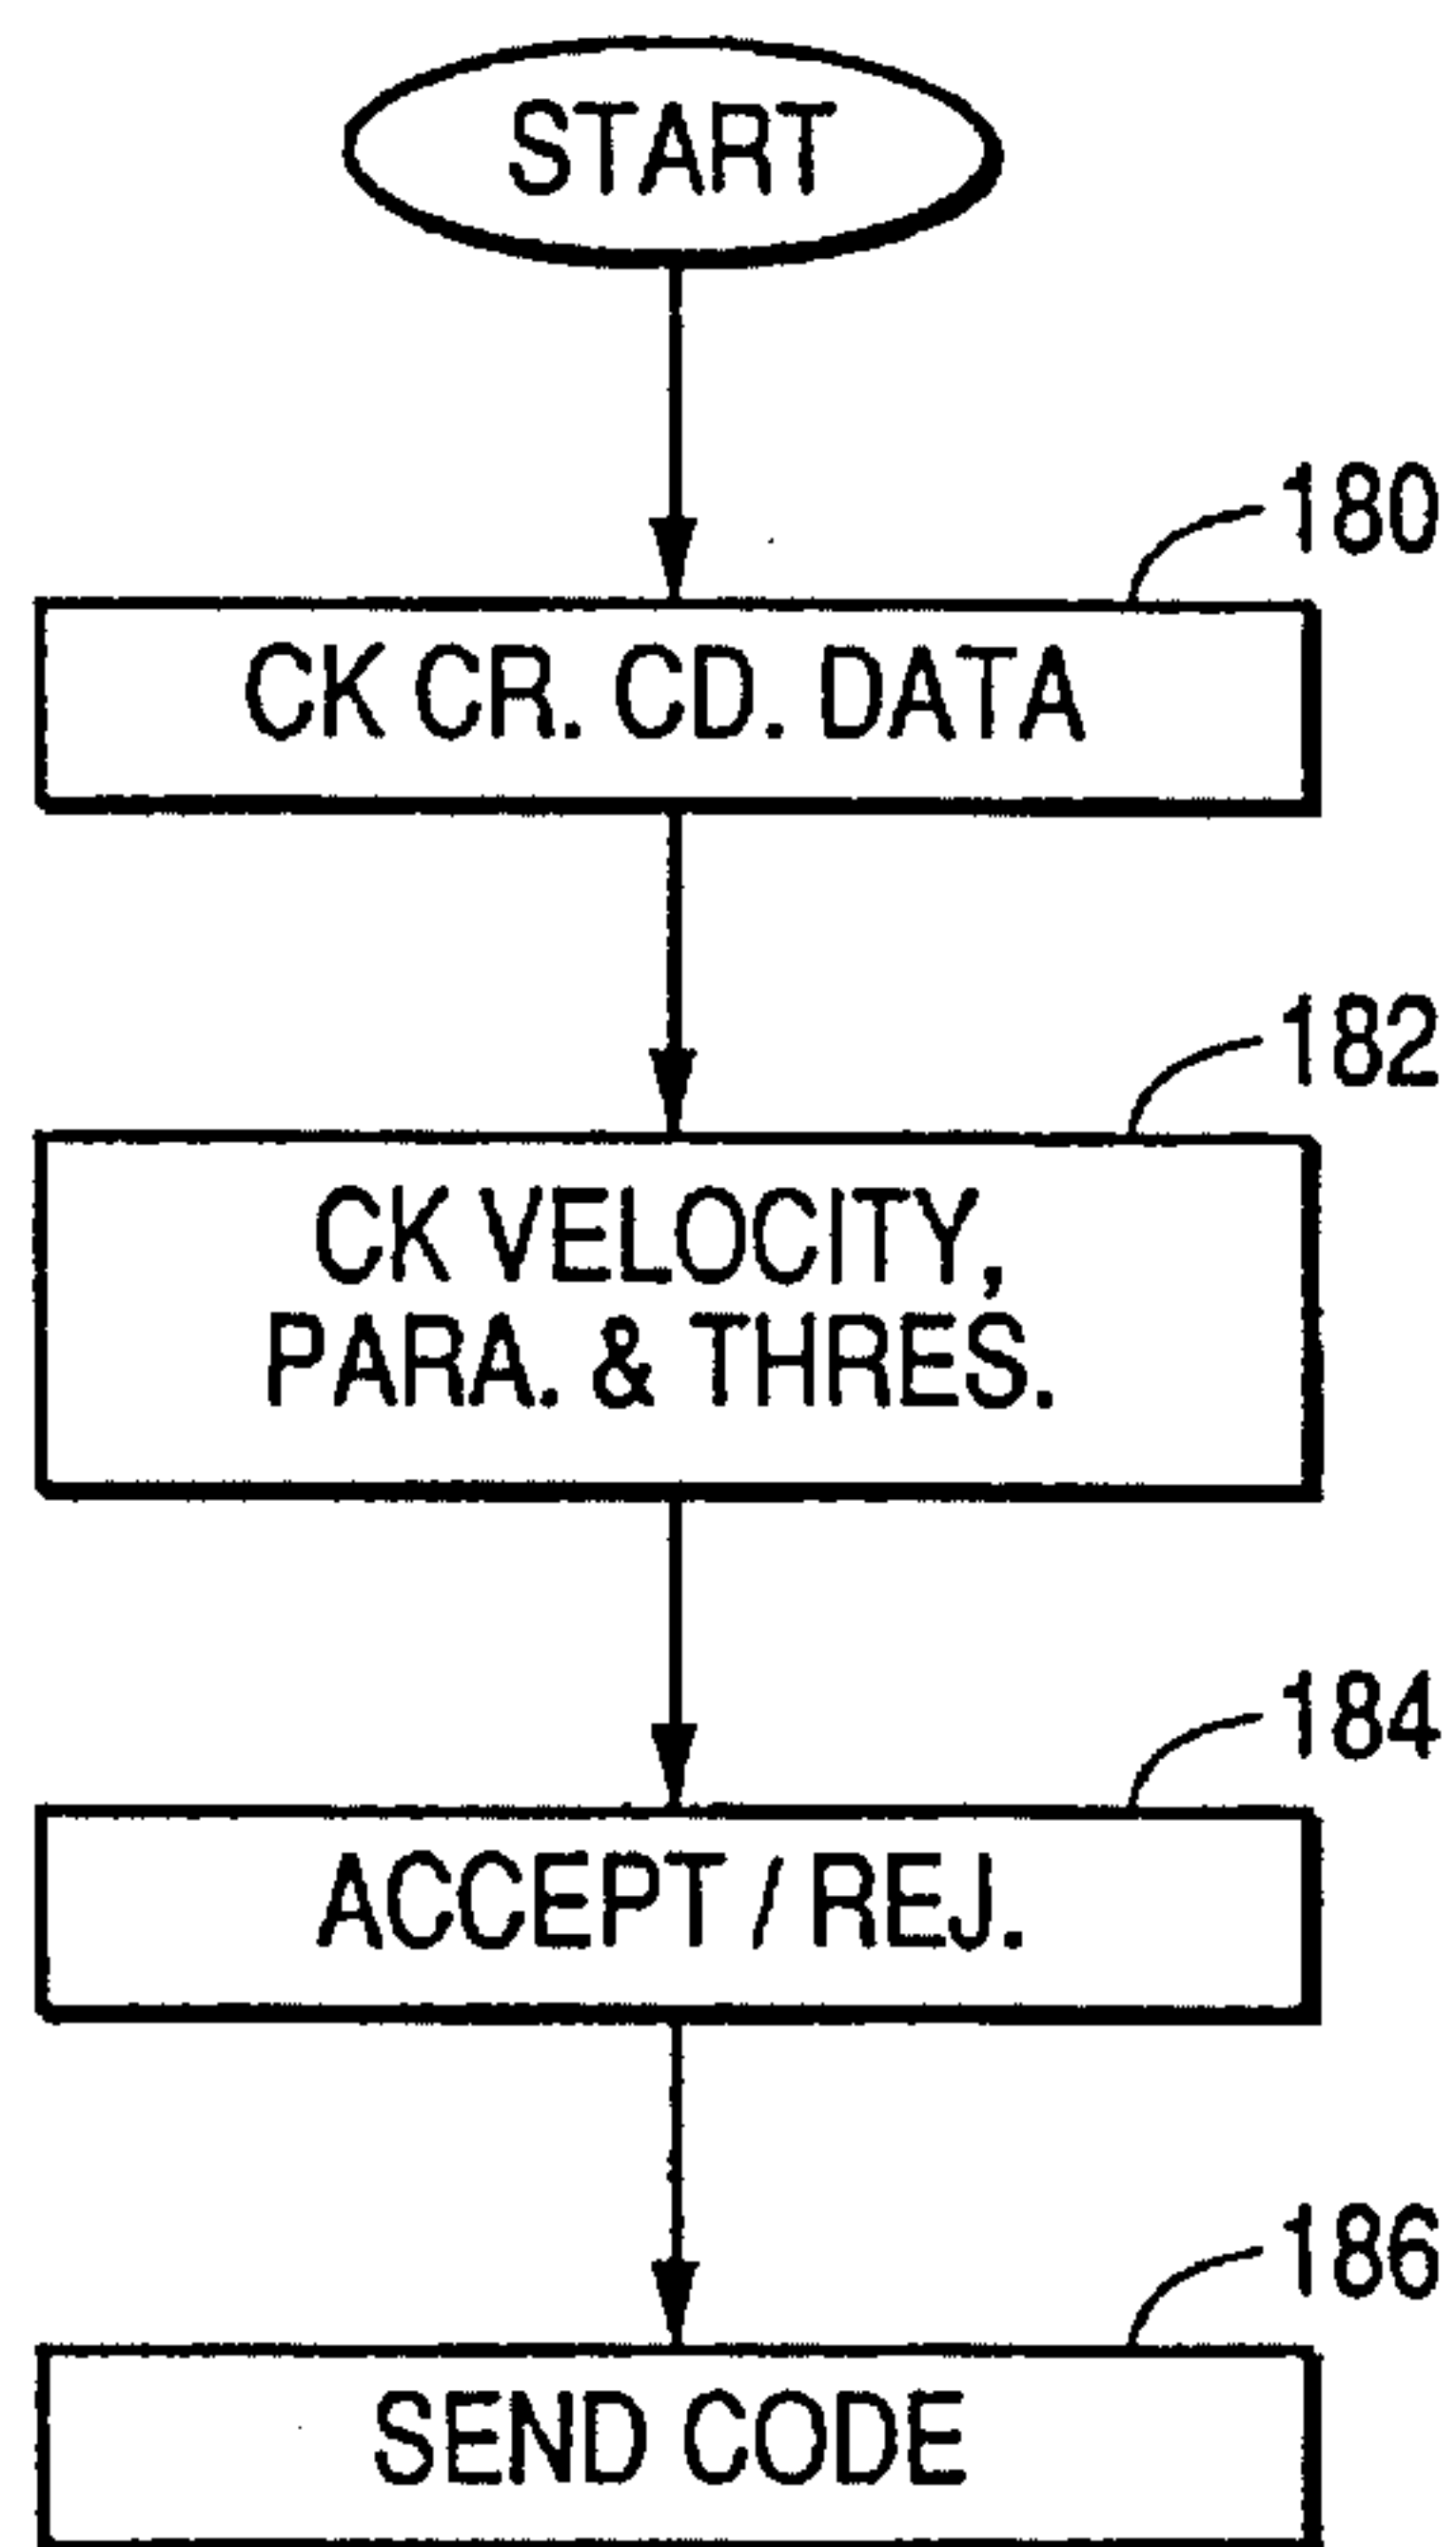 START
180
CK CR. CD. DATA
182
CK VELOCITY,
PARA. & THRES.
184
ACCEPT / REJ.
186
SEND CODE